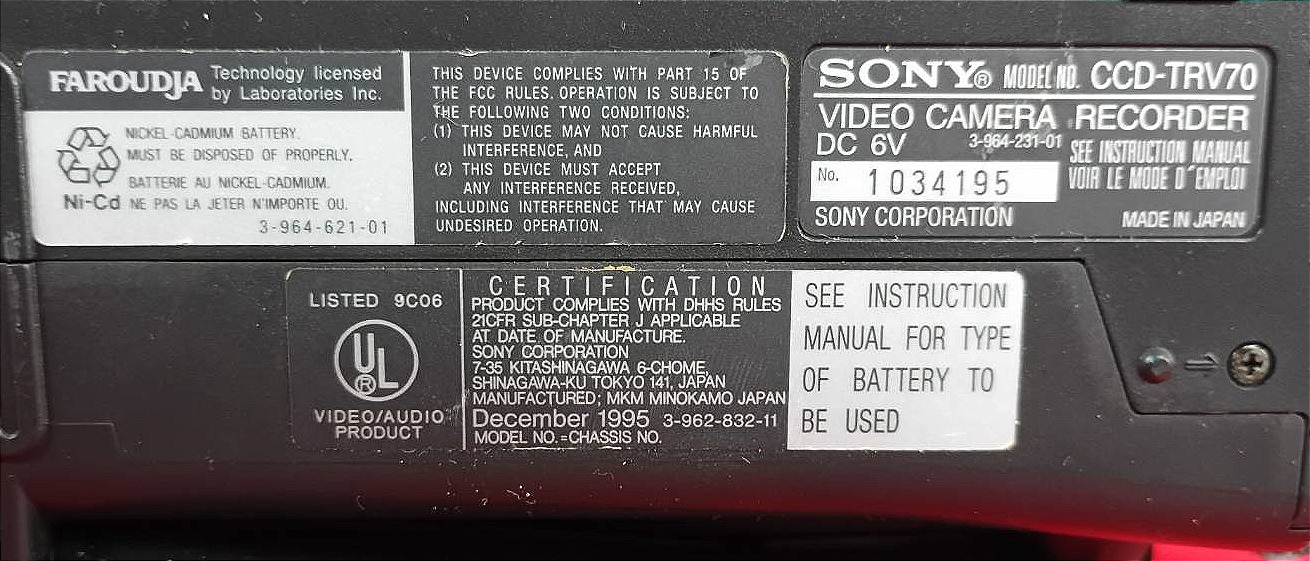 FAROUDJA Technology licensed
by Laboratories Inc.
NICKEL-CADMIUM BATTERY.
MUST BE DISPOSED OF PROPERLY.
BATTERIE AU NICKEL-CADMIUM.
Ni-Cd NE PAS LA JETER N'IMPORTE OU.
3-964-621-01
THIS DEVICE COMPLIES WITH PART 15 OF
THE FCC RULES. OPERATION IS SUBJECT TO
THE FOLLOWING TWO CONDITIONS:
(1) THIS DEVICE MAY NOT CAUSE HARMFUL
INTERFERENCE, AND
(2) THIS DEVICE MUST ACCEPT
ANY INTERFERENCE RECEIVED,
INCLUDING INTERFERENCE THAT MAY CAUSE
UNDESIRED OPERATION.
SONY® MODEL NO. CCD-TRV70
VIDEO CAMERA RECORDER
DC 6V 3-964-231-01 SEE INSTRUCTION MANUAL
VOIR LE MODE D'EMPLOI
No. 1034195
SONY CORPORATION MADE IN JAPAN
LISTED 9C06
UL®
VIDEO/AUDIO
PRODUCT
CERTIFICATION
PRODUCT COMPLIES WITH DHHS RULES
21CFR SUB-CHAPTER J APPLICABLE
AT DATE OF MANUFACTURE.
SONY CORPORATION
7-35 KITASHINAGAWA 6-CHOME,
SHINAGAWA-KU TOKYO 141, JAPAN
MANUFACTURED; MKM MINOKAMO JAPAN
December 1995 3-962-832-11
MODEL NO.=CHASSIS NO.
SEE INSTRUCTION
MANUAL FOR TYPE
OF BATTERY TO
BE USED